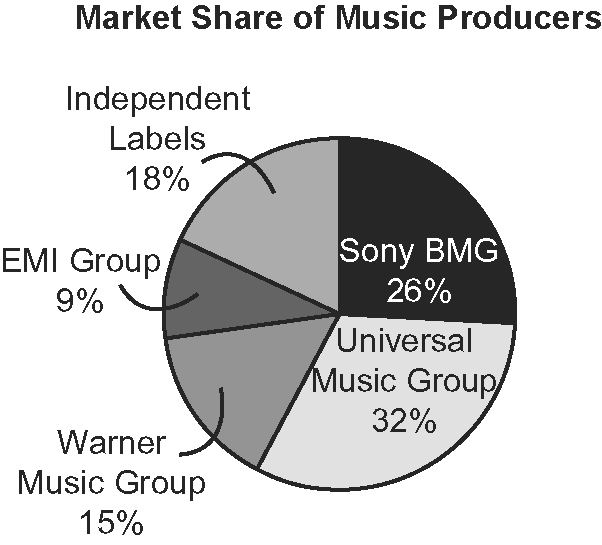 Market Share of Music Producers
Independent
Labels
18%
Sony BMG
26%
EMI Group
9%
Universal
Music Group
32%
Warner
Music Group
15%